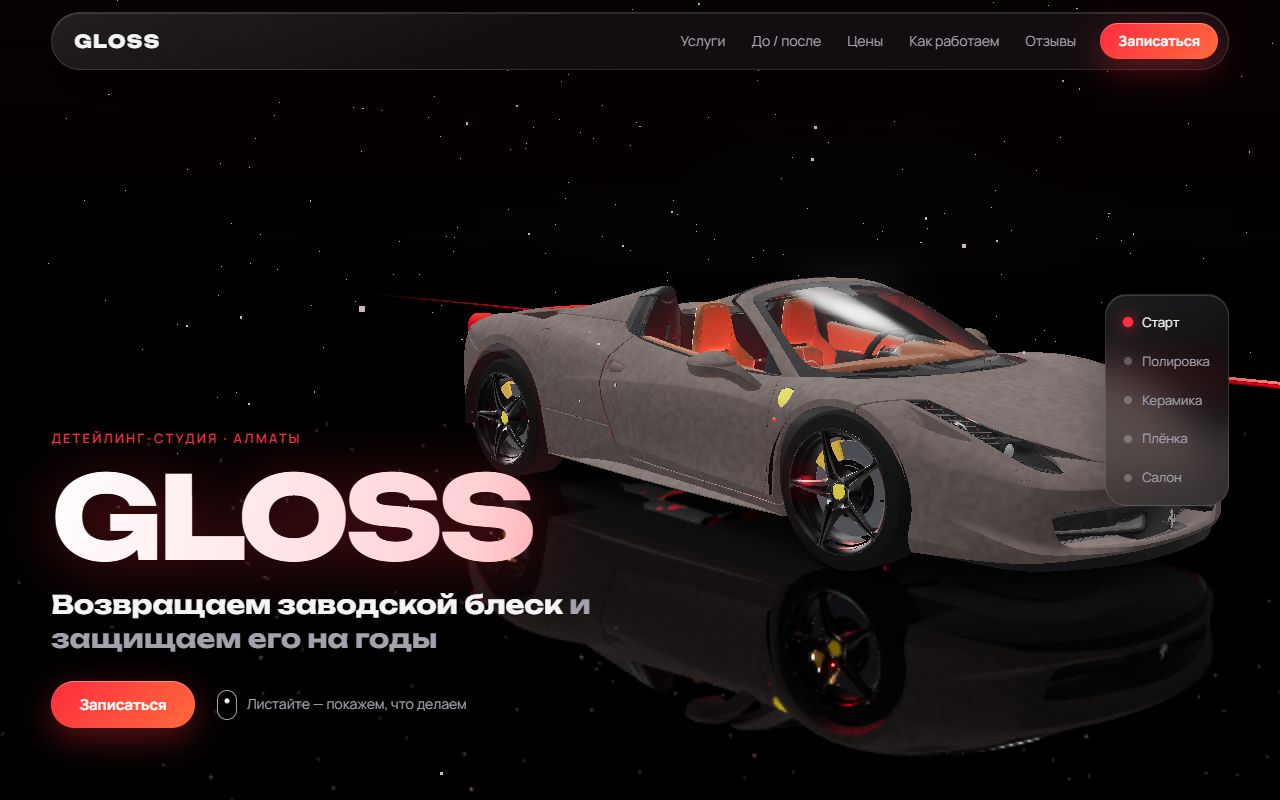 GLOSS
Услуги
До / после
Цены
Как работаем
Отзывы
Записаться
Старт
Полировка
Керамика
Плёнка
Салон
ДЕТЕЙЛИНГ-СТУДИЯ · АЛМАТЫ
GLOSS
Возвращаем заводской блеск и
защищаем его на годы
Записаться
Листайте — покажем, что делаем